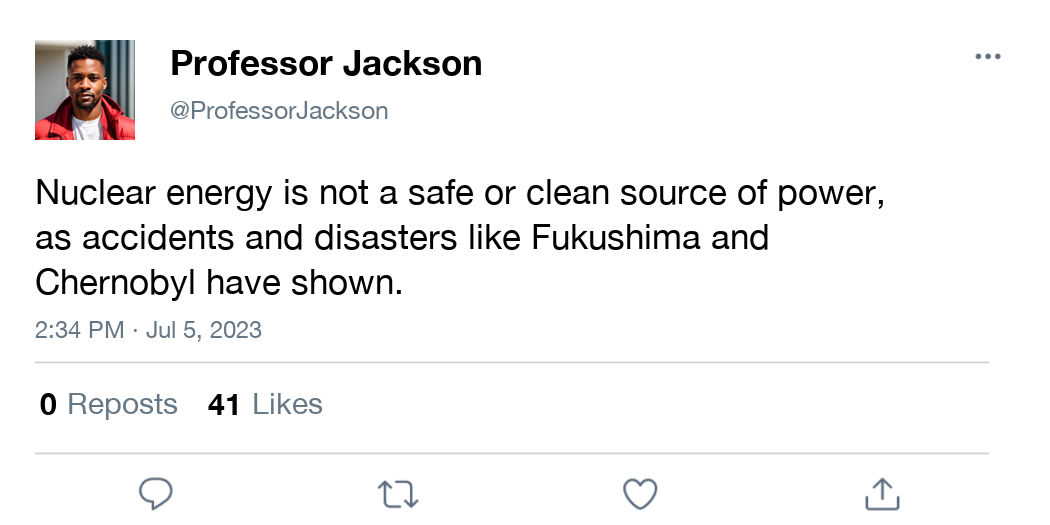 Professor Jackson
@ProfessorJackson
Nuclear energy is not a safe or clean source of power,
as accidents and disasters like Fukushima and
Chernobyl have shown.
2:34 PM · Jul 5, 2023
0 Reposts 41 Likes